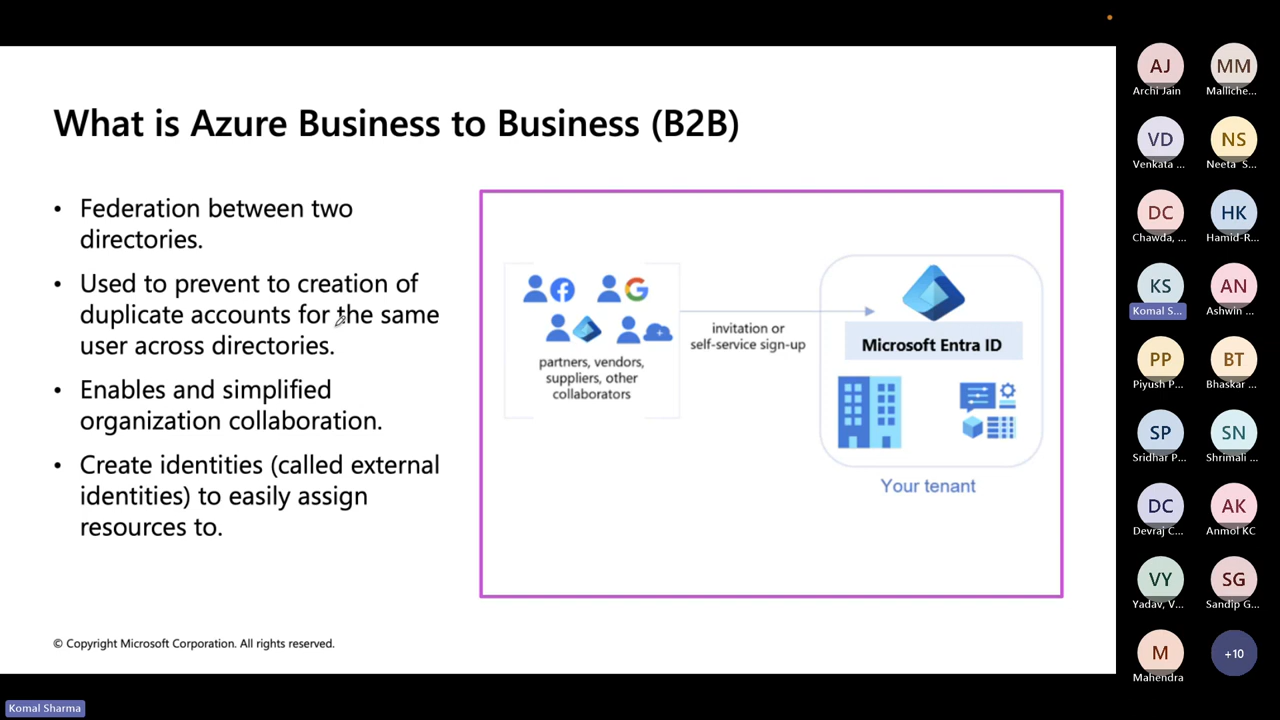 What is Azure Business to Business (B2B)
• Federation between two
directories.
• Used to prevent to creation of
duplicate accounts for the same
user across directories.
• Enables and simplified
organization collaboration.
• Create identities (called external
identities) to easily assign
resources to.
partners, vendors,
suppliers, other
collaborators
invitation or
self-service sign-up
Microsoft Entra ID
Your tenant
© Copyright Microsoft Corporation. All rights reserved.
AJ
Archi Jain
MM
Malliche...
VD
Venkata ...
NS
Neeta S...
DC
Chawda, ...
HK
Hamid-R...
KS
Komal S...
AN
Ashwin ...
PP
Piyush P...
BT
Bhaskar ...
SP
Sridhar P...
SN
Shrimali ...
DC
Devraj C...
AK
Anmol KC
VY
Yadav, V...
SG
Sandip G...
M
Mahendra
+10
Komal Sharma